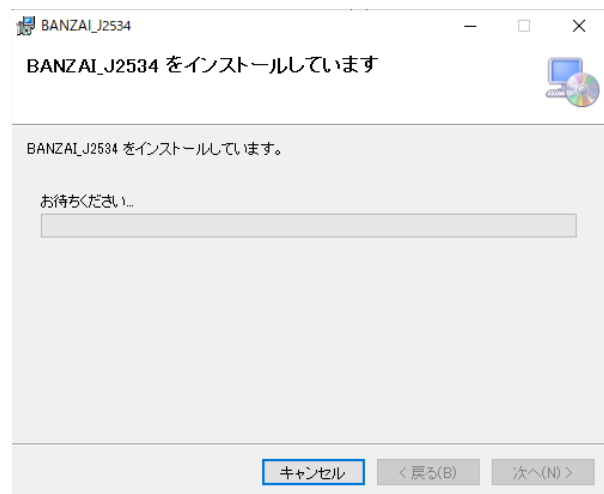 BANZAI_J2534
BANZAI_J2534 をインストールしています
BANZAI_J2534 をインストールしています。
お待ちください...
キャンセル
< 戻る(B)
次へ(N) >